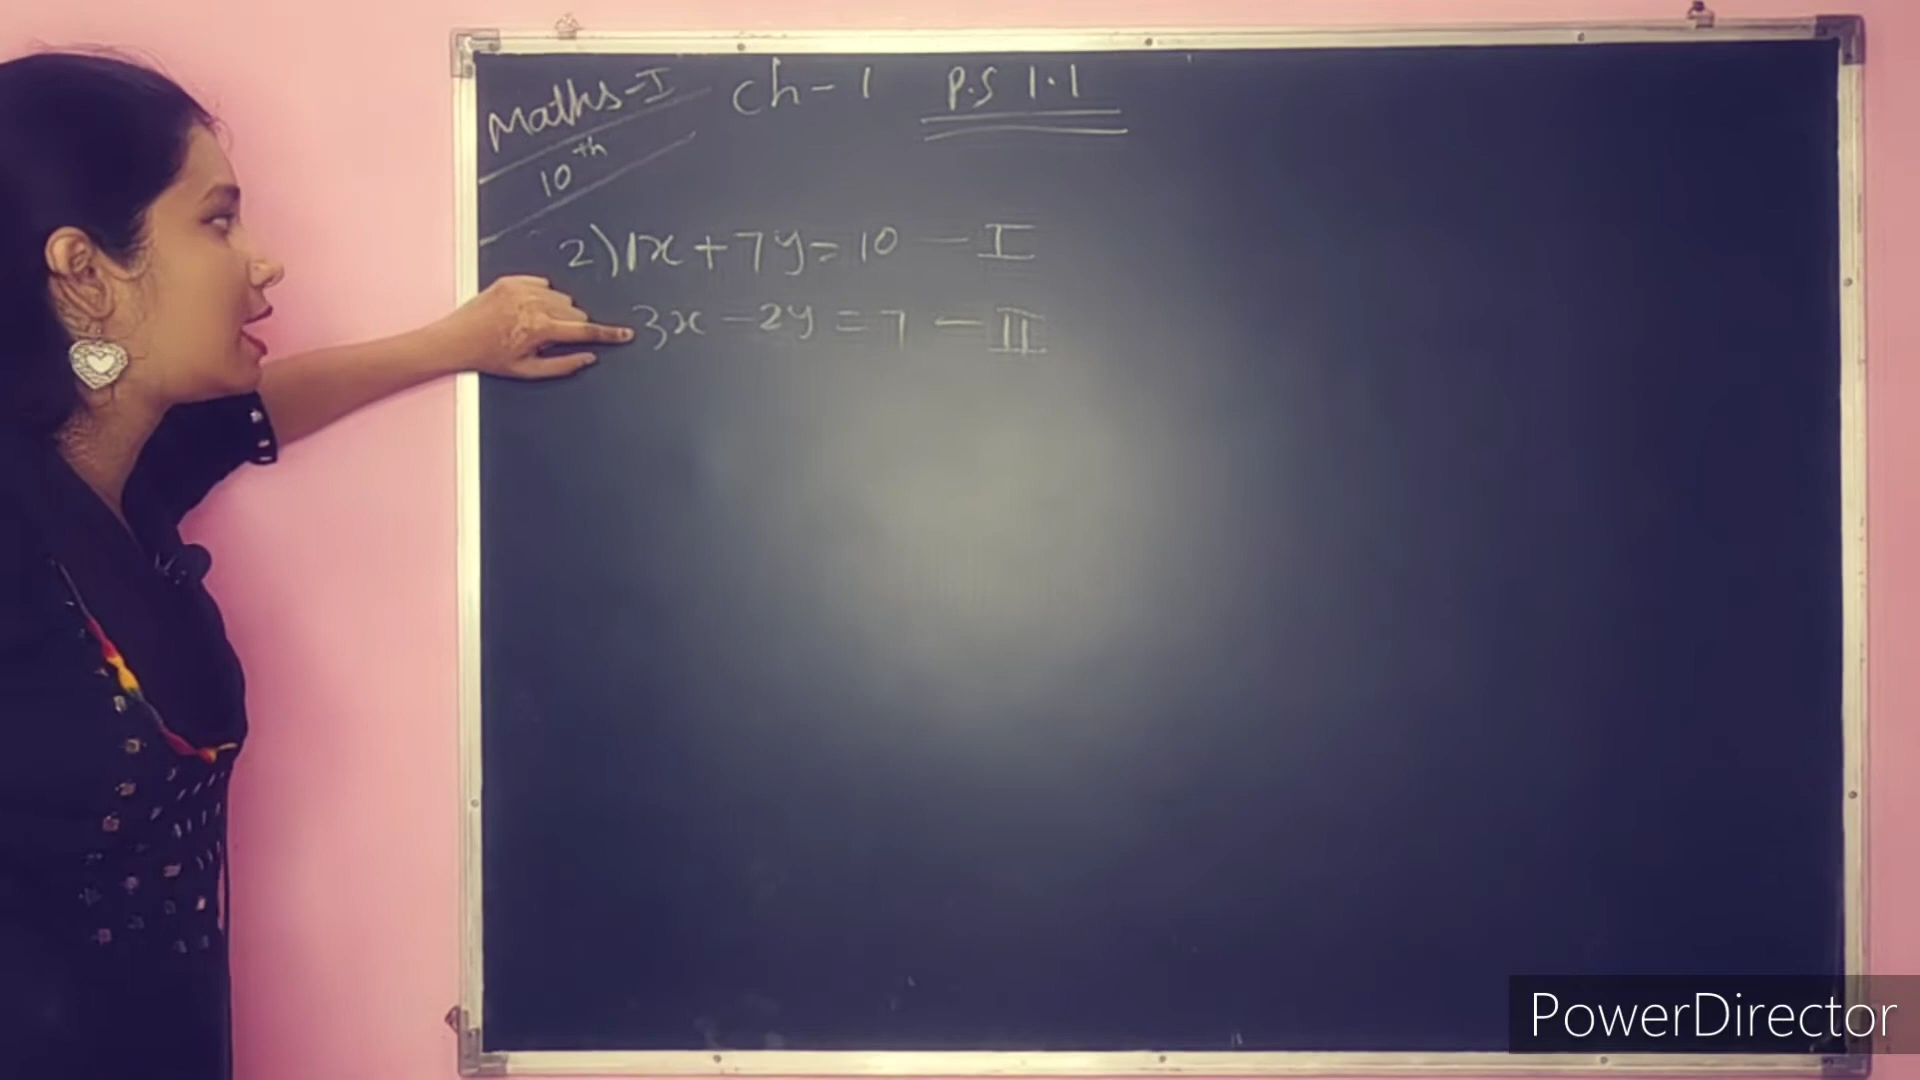 Maths-I Ch-1 P.S 1.1
10th
2) 1x + 7y = 10 — I
3x - 2y = 7 — II
PowerDirector